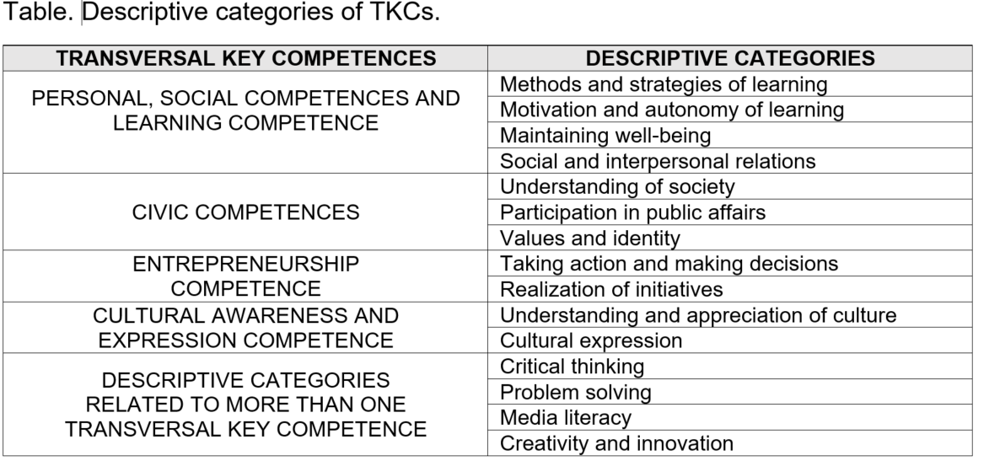 Table. Descriptive categories of TKCs.
TRANSVERSAL KEY COMPETENCES
DESCRIPTIVE CATEGORIES
PERSONAL, SOCIAL COMPETENCES AND
LEARNING COMPETENCE
Methods and strategies of learning
Motivation and autonomy of learning
Maintaining well-being
Social and interpersonal relations
CIVIC COMPETENCES
Understanding of society
Participation in public affairs
Values and identity
ENTREPRENEURSHIP
COMPETENCE
Taking action and making decisions
Realization of initiatives
CULTURAL AWARENESS AND
EXPRESSION COMPETENCE
Understanding and appreciation of culture
Cultural expression
DESCRIPTIVE CATEGORIES
RELATED TO MORE THAN ONE
TRANSVERSAL KEY COMPETENCE
Critical thinking
Problem solving
Media literacy
Creativity and innovation